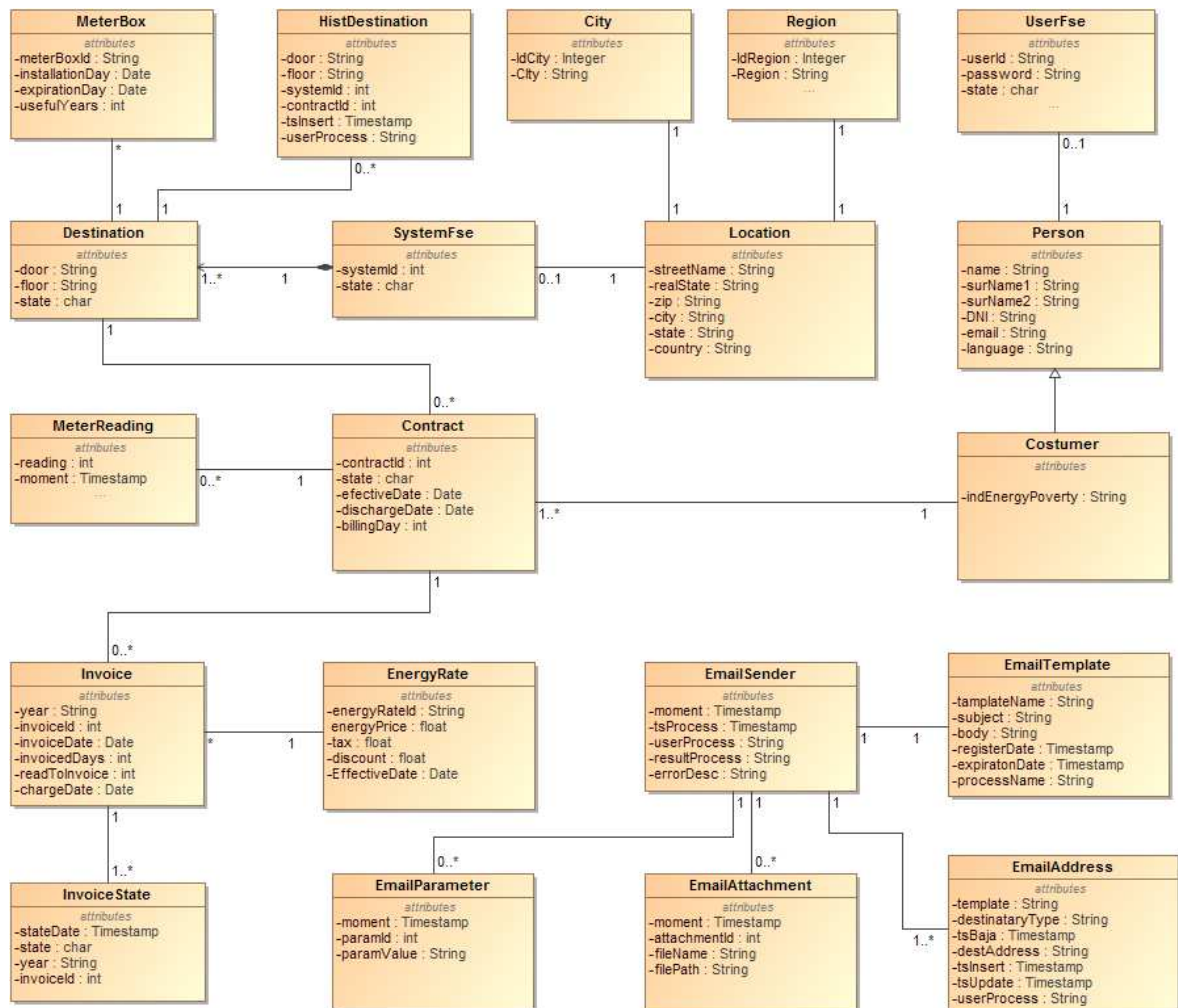 MeterBox
attributes
-meterBoxId : String
-installationDay : Date
-expirationDay : Date
-usefulYears : int
HistDestination
attributes
-door : String
-floor : String
-systemId : int
-contractId : int
-tsInsert : Timestamp
-userProcess : String
City
attributes
-IdCity : Integer
-CIty : String
Region
attributes
-IdRegion : Integer
-Region : String
...
UserFse
attributes
-userId : String
-password : String
-state : char
...
*
0..*
1
1
0..1
1
1
1
1
1
Destination
attributes
-door : String
-floor : String
-state : char
1..*
1
SystemFse
attributes
-systemId : int
-state : char
0..1
1
Location
attributes
-streetName : String
-realState : String
-zip : String
-city : String
-state : String
-country : String
Person
attributes
-name : String
-surName1 : String
-surName2 : String
-DNI : String
-email : String
-language : String
1
0..*
MeterReading
attributes
-reading : int
-moment : Timestamp
...
0..*
1
Contract
attributes
-contractId : int
-state : char
-efectiveDate : Date
-dischargeDate : Date
-billingDay : int
1..*
1
Costumer
attributes
-indEnergyPoverty : String
1
0..*
Invoice
attributes
-year : String
-invoiceId : int
-invoiceDate : Date
-invoicedDays : int
-readToInvoice : int
-chargeDate : Date
*
1
EnergyRate
attributes
-energyRateId : String
energyPrice : float
-tax : float
-discount : float
-EffectiveDate : Date
EmailSender
attributes
-moment : Timestamp
-tsProcess : Timestamp
-userProcess : String
-resultProcess : String
-errorDesc : String
1
1
EmailTemplate
attributes
-tamplateName : String
-subject : String
-body : String
-registerDate : Timestamp
-expiratonDate : Timestamp
-processName : String
1
1..*
1
1
1
0..*
0..*
1..*
InvoiceState
attributes
-stateDate : Timestamp
-state : char
-year : String
-invoiceId : int
EmailParameter
attributes
-moment : Timestamp
-paramId : int
-paramValue : String
EmailAttachment
attributes
-moment : Timestamp
-attachmentId : int
-fileName : String
-filePath : String
EmailAddress
attributes
-template : String
-destinataryType : String
-tsBaja : Timestamp
-destAddress : String
-tsInsert : Timestamp
-tsUpdate : Timestamp
-userProcess : String